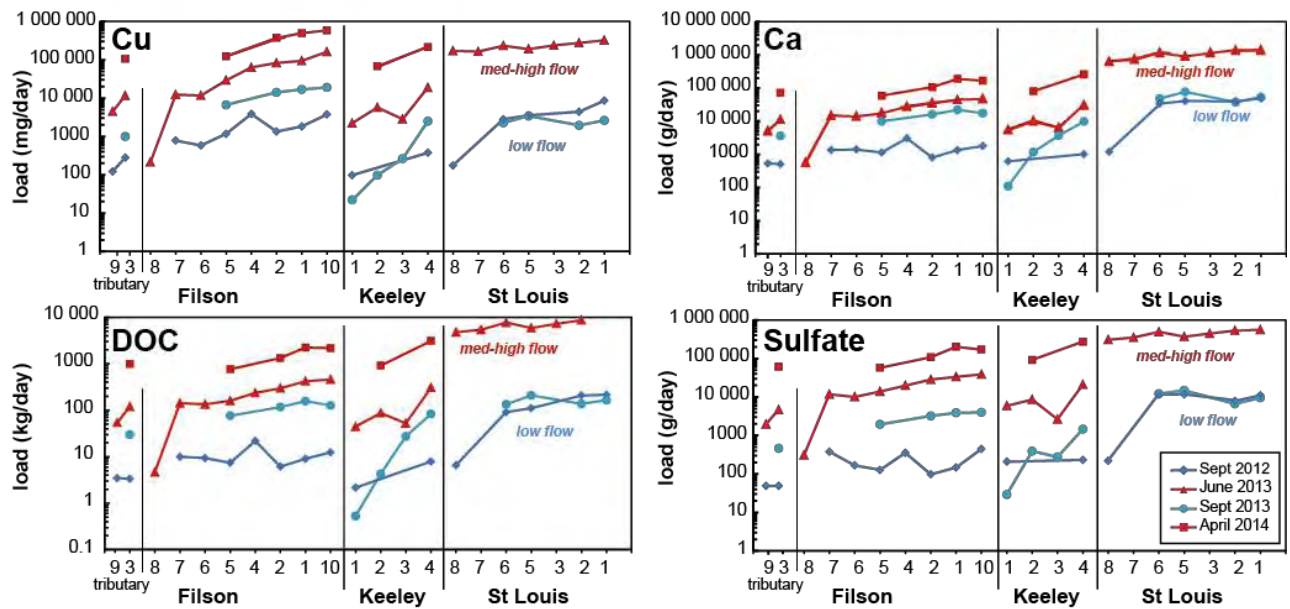 Cu
load (mg/day)
1 000 000
100 000
10 000
1000
100
10
1
med-high flow
low flow
9 3 8 7 6 5 4 2 1 10 1 2 3 4 8 7 6 5 3 2 1
tributary
Filson Keeley St Louis
Ca
load (g/day)
10 000 000
1 000 000
100 000
10 000
1000
100
10
1
med-high flow
low flow
9 3 8 7 6 5 4 2 1 10 1 2 3 4 8 7 6 5 3 2 1
tributary
Filson Keeley St Louis
DOC
load (kg/day)
10 000
1000
100
10
1
0.1
med-high flow
low flow
9 3 8 7 6 5 4 2 1 10 1 2 3 4 8 7 6 5 3 2 1
tributary
Filson Keeley St Louis
Sulfate
load (g/day)
1 000 000
100 000
10 000
1000
100
10
1
med-high flow
low flow
Sept 2012
June 2013
Sept 2013
April 2014
9 3 8 7 6 5 4 2 1 10 1 2 3 4 8 7 6 5 3 2 1
tributary
Filson Keeley St Louis